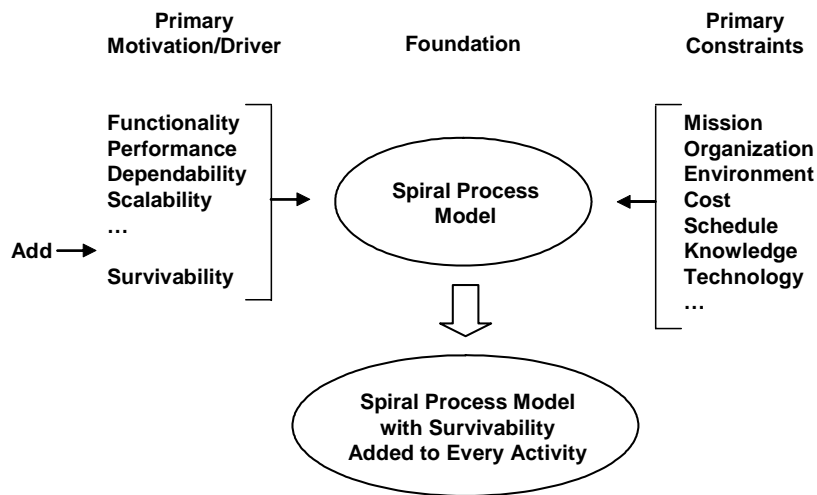 Primary
Motivation/Driver
Foundation
Primary
Constraints
Functionality
Performance
Dependability
Scalability
…
Add
Survivability
Spiral Process
Model
Mission
Organization
Environment
Cost
Schedule
Knowledge
Technology
…
Spiral Process Model
with Survivability
Added to Every Activity